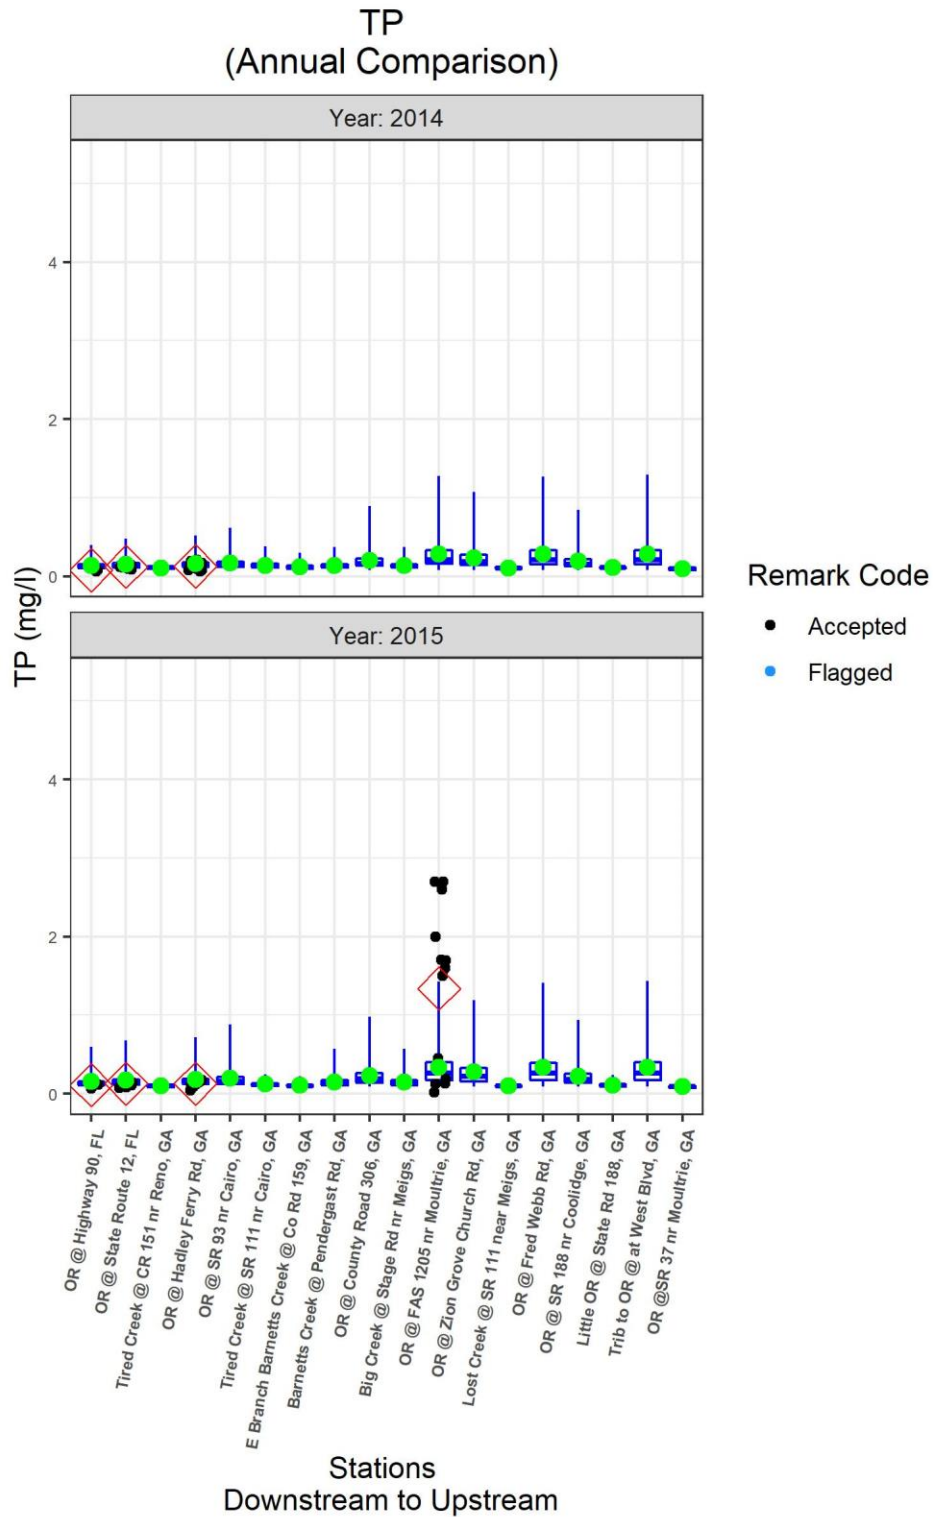 TP
(Annual Comparison)
Year: 2014
4
2
0
Year: 2015
4
2
0
TP (mg/l)
Remark Code
Accepted
Flagged
OR @ Highway 90, FL
OR @ State Route 12, FL
Tired Creek @ CR 151 nr Reno, GA
OR @ Hadley Ferry Rd, GA
OR @ SR 93 nr Cairo, GA
Tired Creek @ SR 111 nr Cairo, GA
E Branch Barnetts Creek @ Co Rd 159, GA
Barnetts Creek @ Pendergast Rd, GA
OR @ County Road 306, GA
Big Creek @ Stage Rd nr Meigs, GA
OR @ FAS 1205 nr Moultrie, GA
OR @ Zion Grove Church Rd, GA
Lost Creek @ SR 111 near Meigs, GA
OR @ Fred Webb Rd, GA
OR @ SR 188 nr Coolidge, GA
Little OR @ State Rd 188, GA
Trib to OR @ at West Blvd, GA
OR @SR 37 nr Moultrie, GA
Stations
Downstream to Upstream